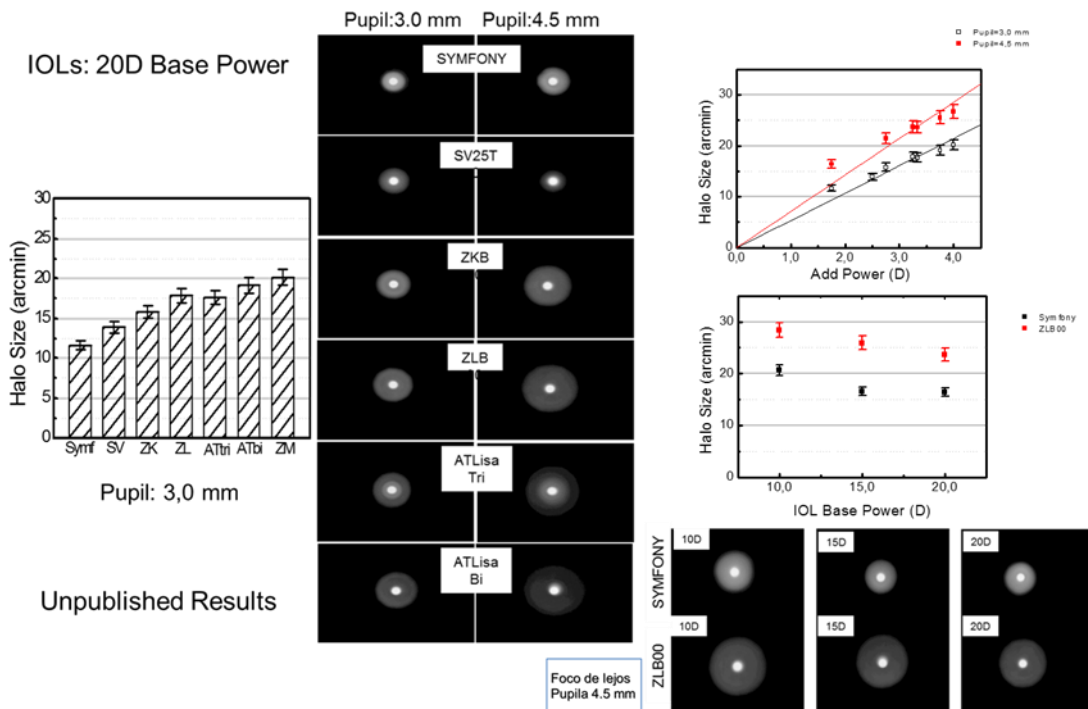 IOLs: 20D Base Power
Halo Size (arcmin)
30
25
20
15
10
5
0
Symf SV ZK ZL ATtri ATbi ZM
Pupil: 3,0 mm
Unpublished Results
Pupil:3.0 mm Pupil:4.5 mm
SYMFONY
SV25T
ZKB
ZLB
ATLisa
Tri
ATLisa
Bi
Pupil=3,0 mm
Pupil=4,5 mm
Halo Size (arcmin)
30
20
10
0
0,0 1,0 2,0 3,0 4,0
Add Power (D)
Symfony
ZLB00
Halo Size (arcmin)
30
20
10
0
10,0 15,0 20,0
IOL Base Power (D)
SYMFONY
10D 15D 20D
ZLB00
10D 15D 20D
Foco de lejos
Pupila 4.5 mm